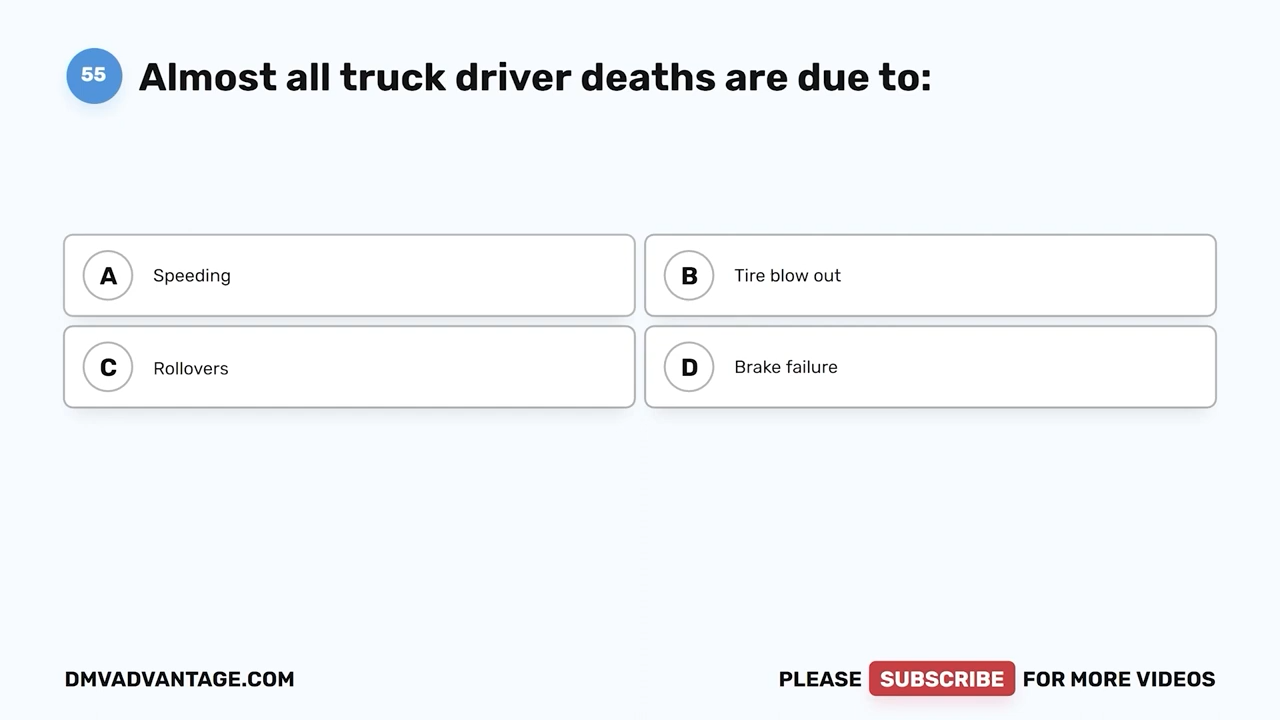 55 Almost all truck driver deaths are due to:
A Speeding
B Tire blow out
C Rollovers
D Brake failure
DMVADVANTAGE.COM
PLEASE SUBSCRIBE FOR MORE VIDEOS